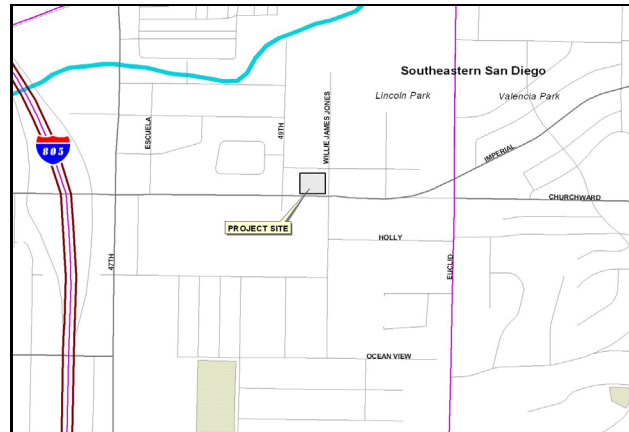 Southeastern San Diego
Lincoln Park
Valencia Park
ESCUELA
49TH
WILLIE JAMES JONES
805
IMPERIAL
CHURCHWARD
PROJECT SITE
HOLLY
47TH
EUCLID
OCEAN VIEW